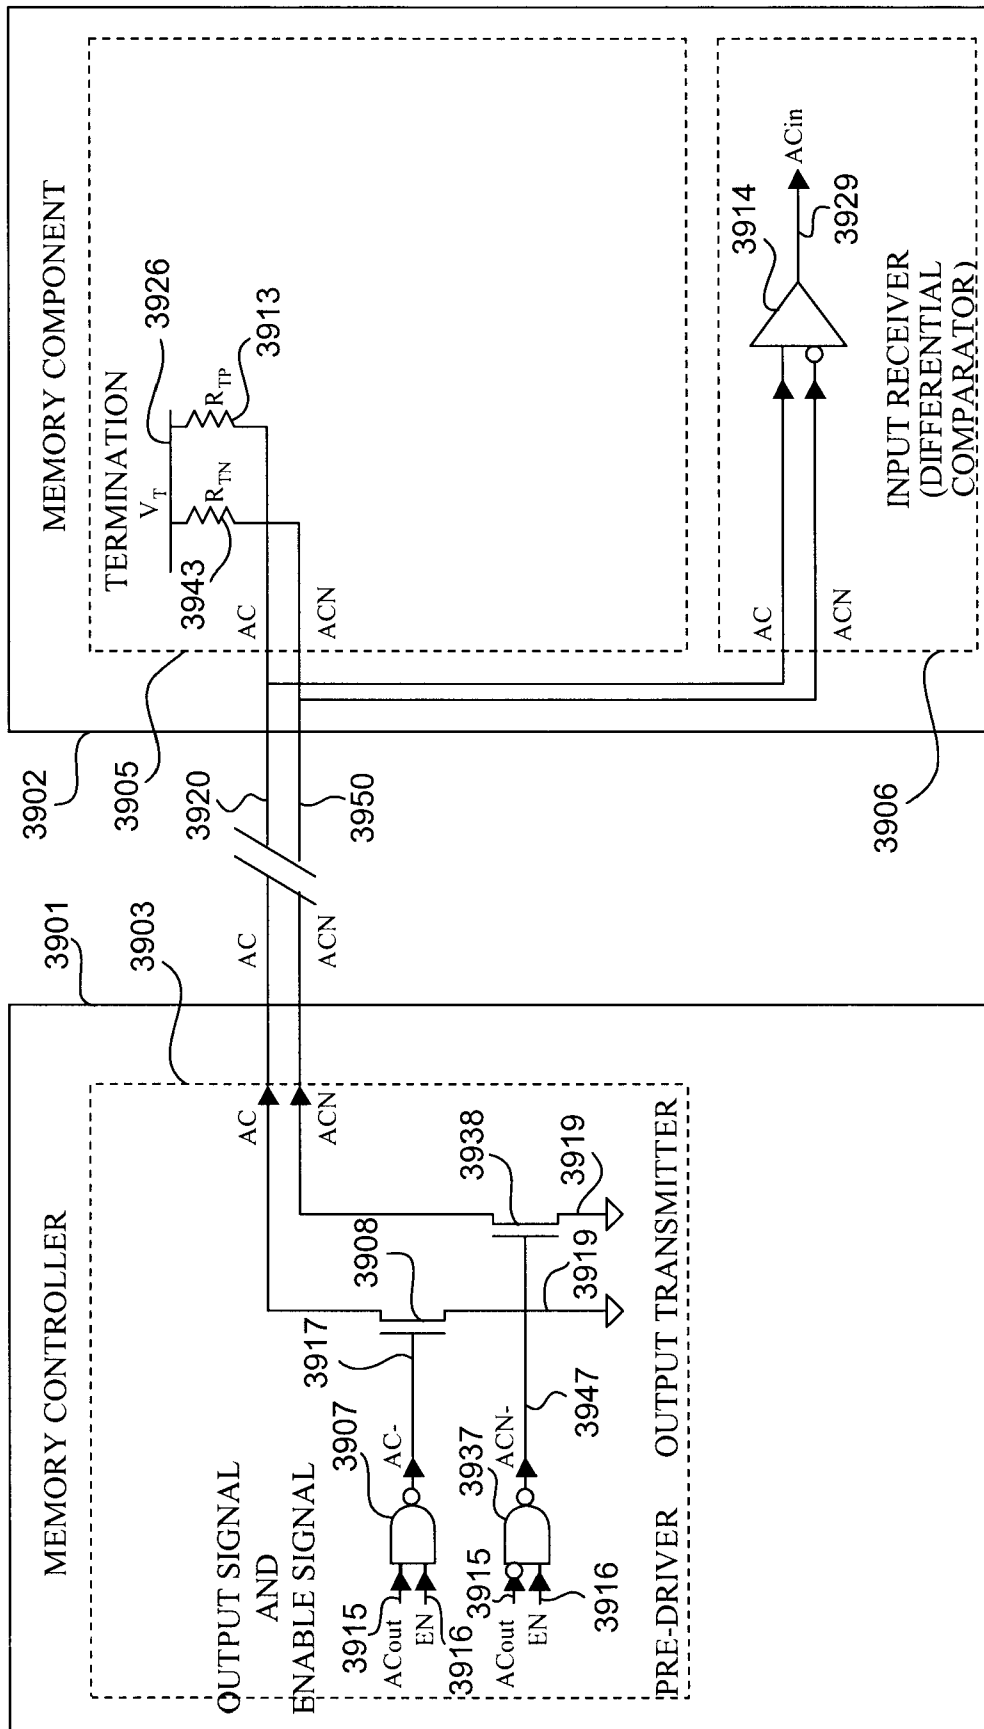 MEMORY CONTROLLER
OUTPUT SIGNAL
AND
ENABLE SIGNAL
ACout
3915
EN
3916
3907
AC-
3917
3908
ACout
3915
EN
3916
3937
ACN-
3947
3938
3919
3919
PRE-DRIVER
OUTPUT TRANSMITTER
AC
ACN
3901
3903
AC
ACN
3920
3950
3902
3905
3906
MEMORY COMPONENT
TERMINATION
V_T
3926
R_TN
R_TP
3943
3913
AC
ACN
AC
ACN
3914
ACin
3929
INPUT RECEIVER
(DIFFERENTIAL
COMPARATOR)